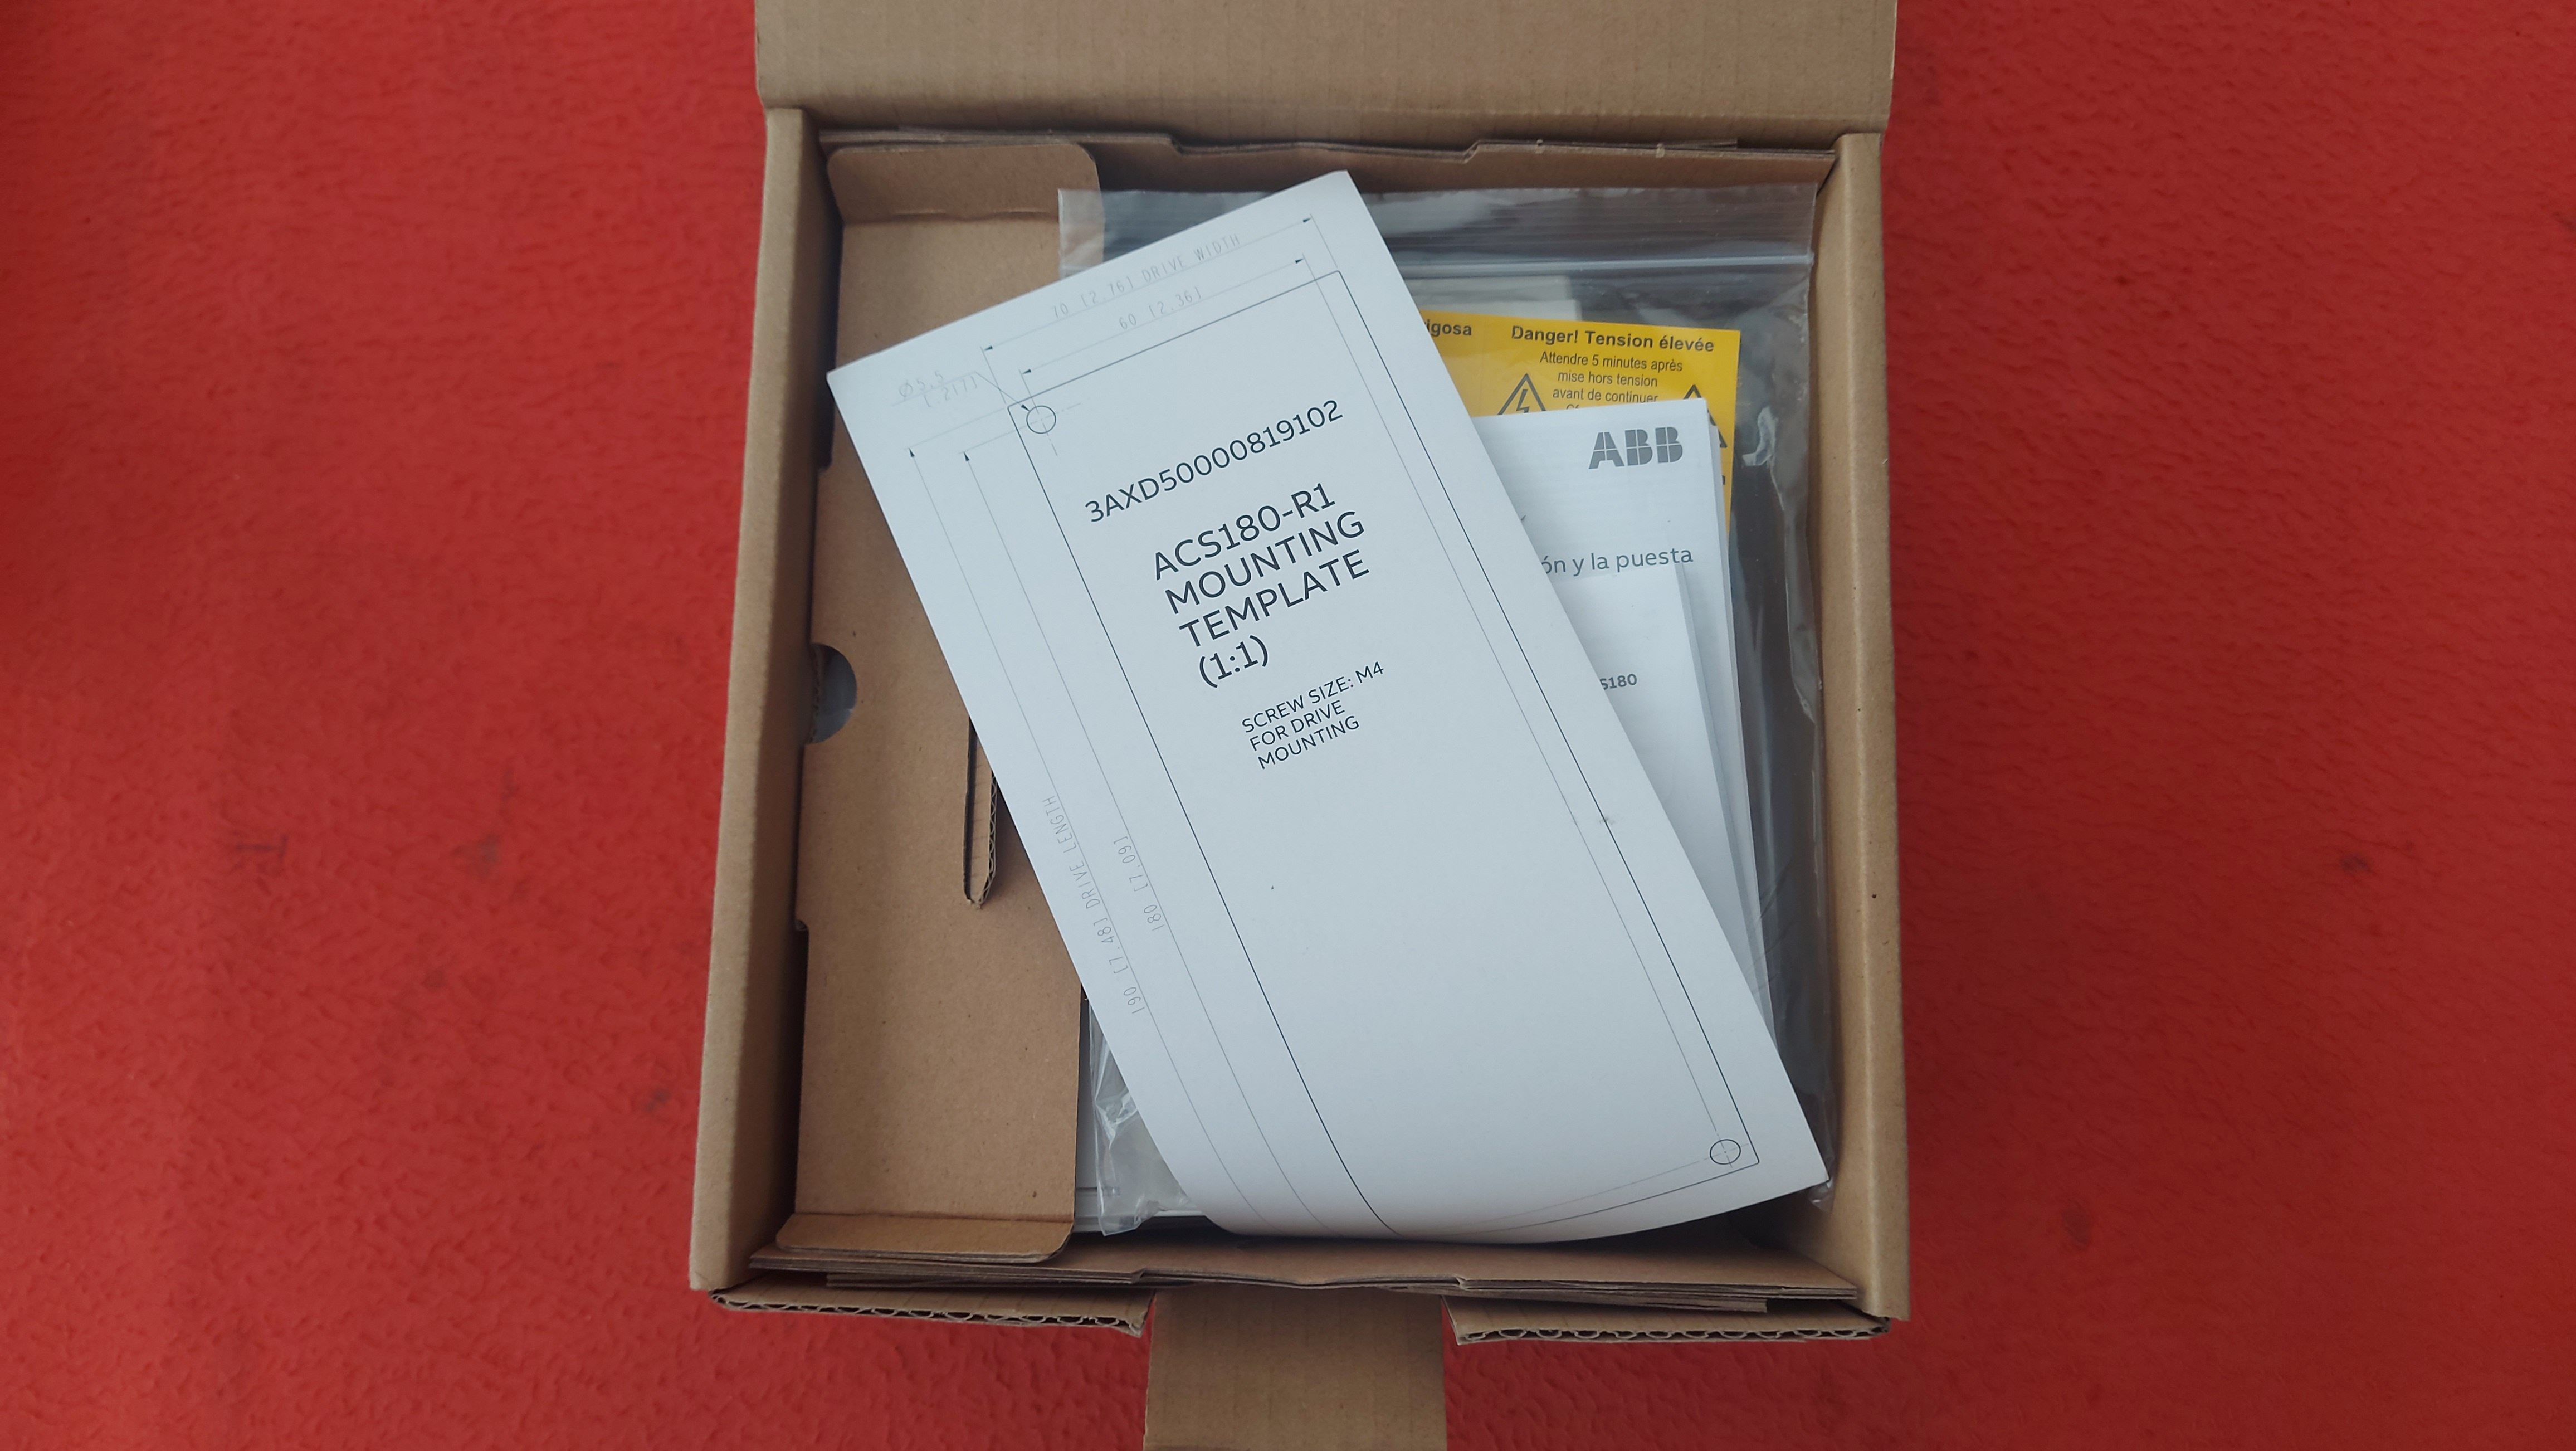 70 [2.76] DRIVE WIDTH
60 [2.36]
Ø5.5
[.217]
3AXD50000819102
ACS180-R1
MOUNTING
TEMPLATE
(1:1)
SCREW SIZE: M4
FOR DRIVE
MOUNTING
190 [7.48] DRIVE LENGTH
180 [7.09]
igosa
Danger! Tension élevée
Attendre 5 minutes après
mise hors tension
avant de continuer
ABB
ón y la puesta
S180